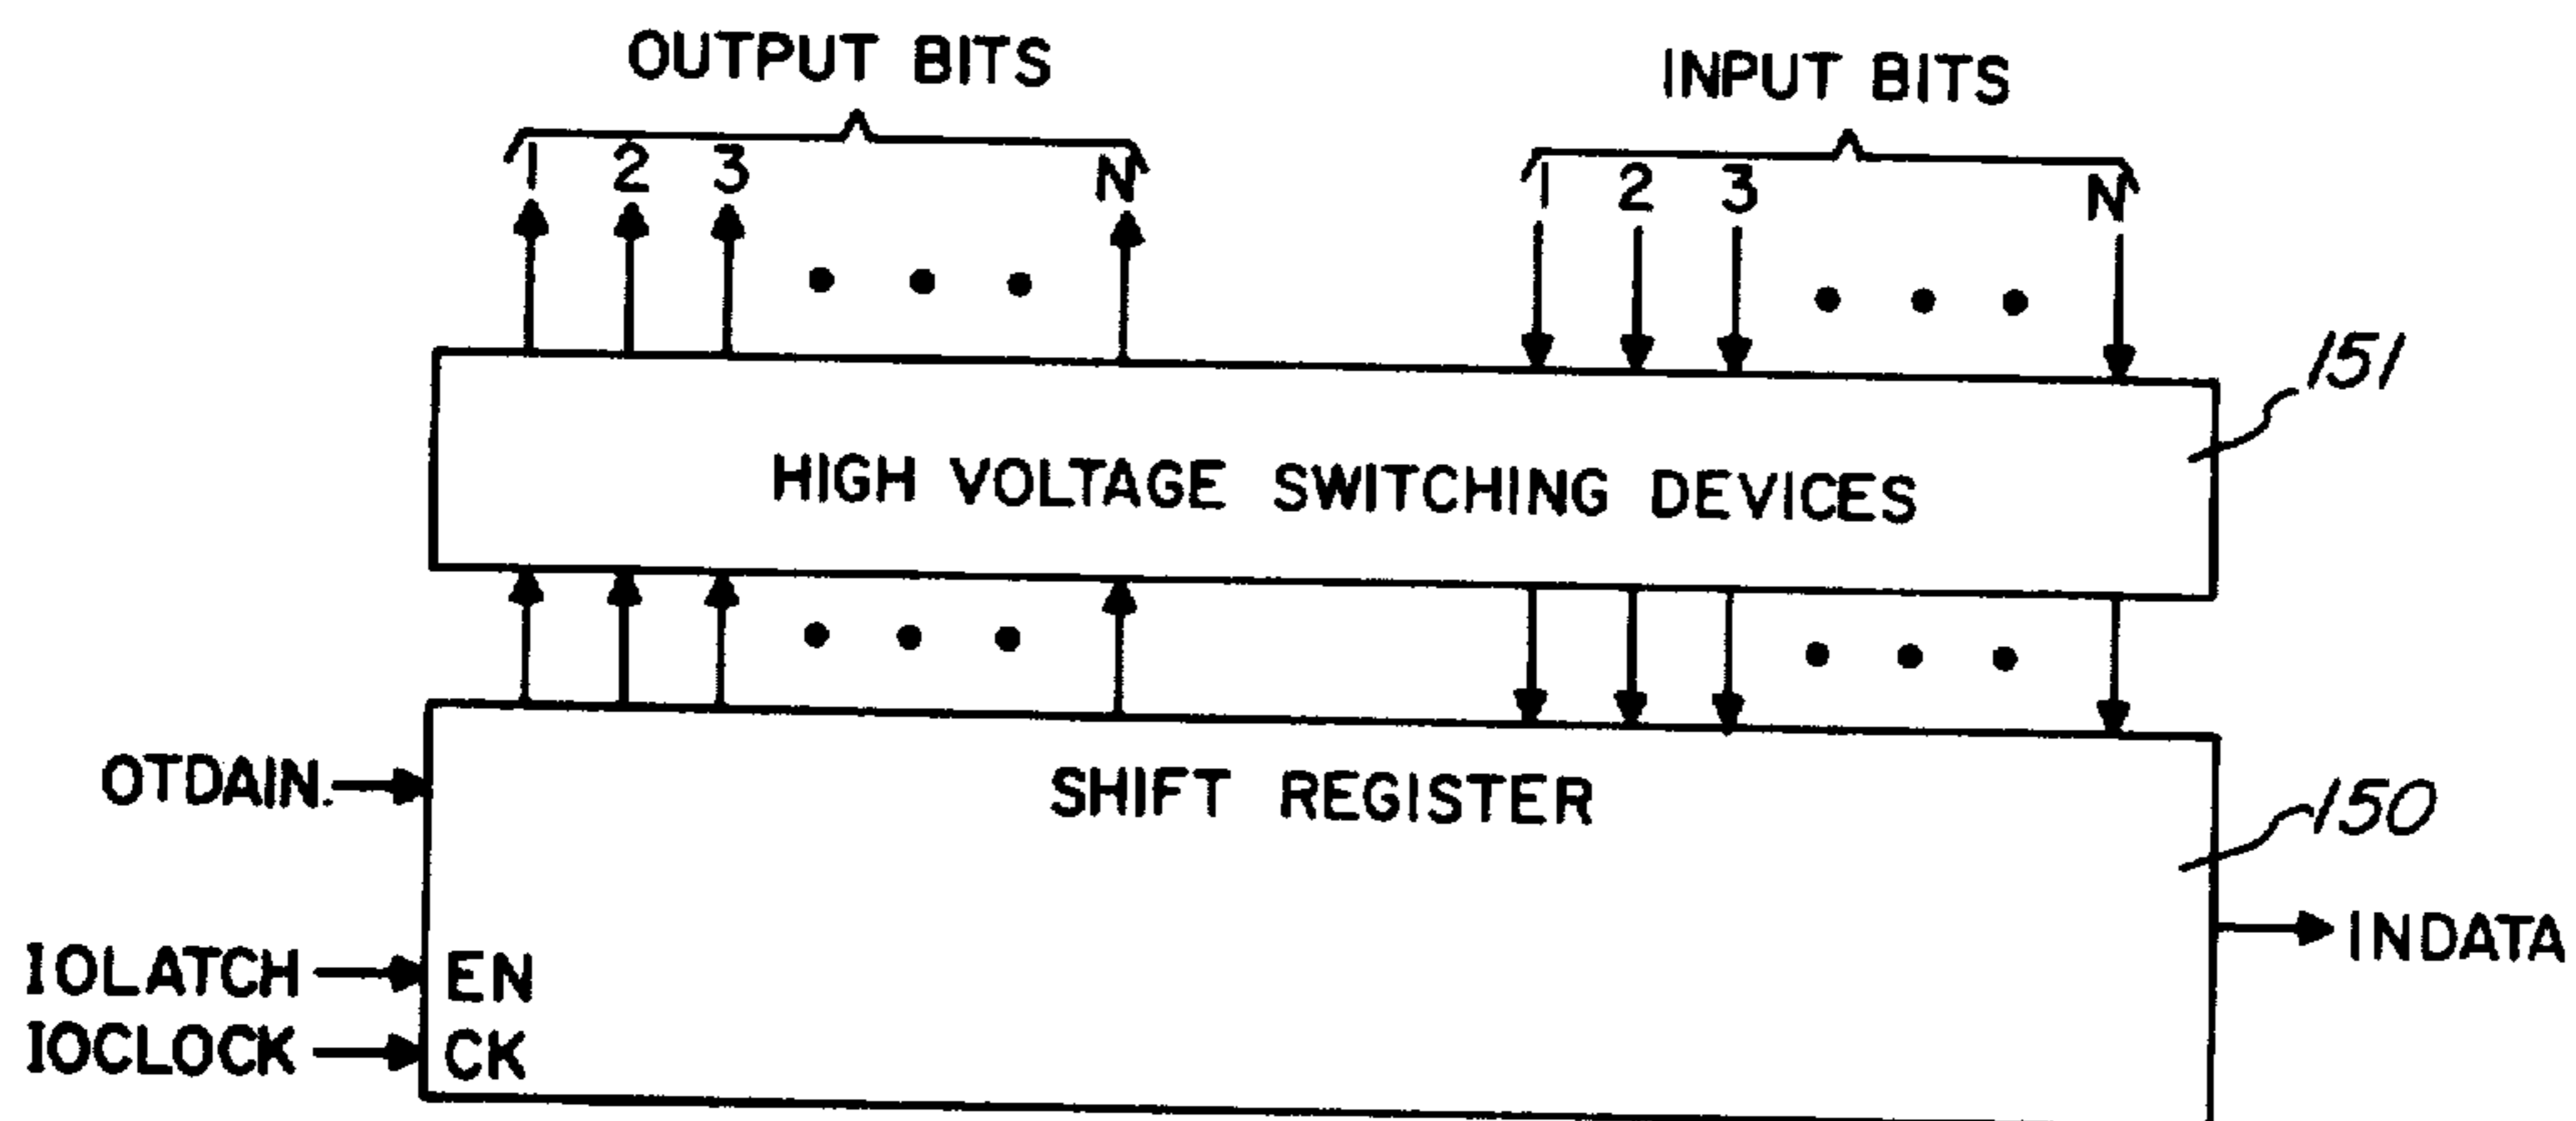 OUTPUT BITS
INPUT BITS
1 2 3 N
1 2 3 N
151
HIGH VOLTAGE SWITCHING DEVICES
OTDAIN.
SHIFT REGISTER
150
INDATA
IOLATCH EN
IOCLOCK CK